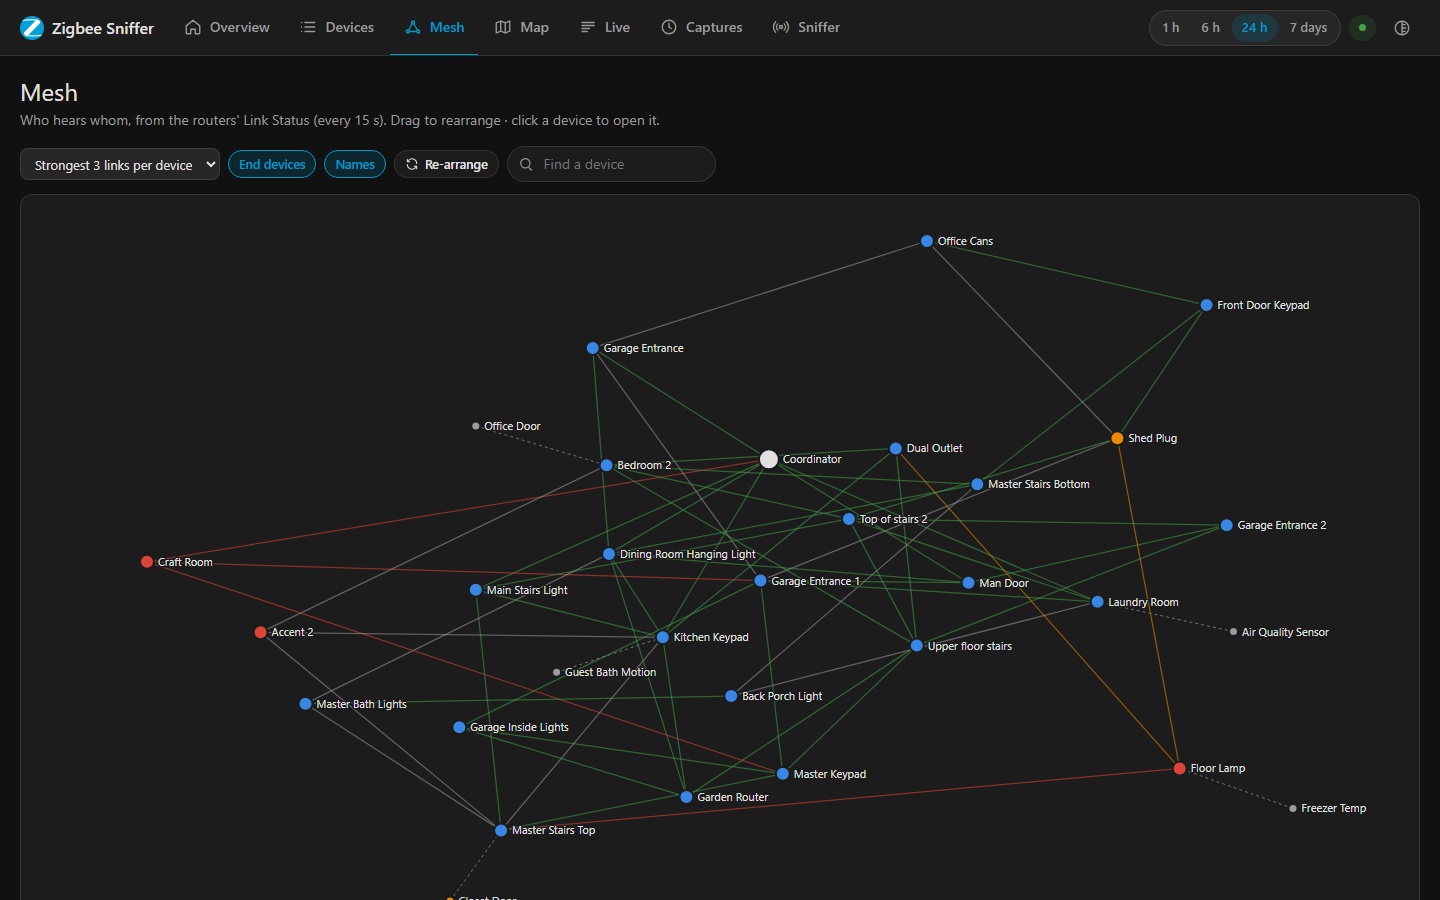 Zigbee Sniffer
Overview
Devices
Mesh
Map
Live
Captures
Sniffer
1 h
6 h
24 h
7 days
Mesh
Who hears whom, from the routers' Link Status (every 15 s). Drag to rearrange · click a device to open it.
Strongest 3 links per device
End devices
Names
Re-arrange
Find a device
Office Cans
Front Door Keypad
Garage Entrance
Office Door
Shed Plug
Dual Outlet
Coordinator
Bedroom 2
Master Stairs Bottom
Top of stairs 2
Garage Entrance 2
Dining Room Hanging Light
Craft Room
Garage Entrance 1
Man Door
Main Stairs Light
Laundry Room
Accent 2
Air Quality Sensor
Kitchen Keypad
Upper floor stairs
Guest Bath Motion
Back Porch Light
Master Bath Lights
Garage Inside Lights
Floor Lamp
Master Keypad
Garden Router
Freezer Temp
Master Stairs Top